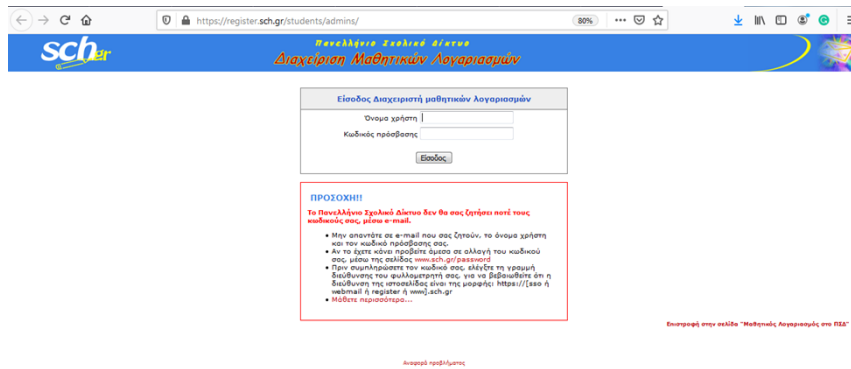 https://register.sch.gr/students/admins/
80%
sch.gr
Πανελλήνιο Σχολικό Δίκτυο
Διαχείριση Μαθητικών Λογαριασμών
Είσοδος Διαχειριστή μαθητικών λογαριασμών
Όνομα χρήστη
Κωδικός πρόσβασης
Είσοδος
ΠΡΟΣΟΧΗ!!
Το Πανελλήνιο Σχολικό Δίκτυο δεν θα σας ζητήσει ποτέ τους
κωδικούς σας, μέσω e-mail.
Μην απαντάτε σε e-mail που σας ζητούν, το όνομα χρήστη
και τον κωδικό πρόσβασης σας.
Αν το έχετε κάνει προβείτε άμεσα σε αλλαγή του κωδικού
σας, μέσω της σελίδας www.sch.gr/password
Πριν συμπληρώσετε τον κωδικό σας, ελέγξτε τη γραμμή
διεύθυνσης του φυλλομετρητή σας, για να βεβαιωθείτε ότι η
διεύθυνση της ιστοσελίδας είναι της μορφής: https://[sso ή
webmail ή register ή www].sch.gr
Μάθετε περισσότερα...
Επιστροφή στην σελίδα "Μαθητικός Λογαριασμός στο ΠΣΔ"
Αναφορά προβλήματος